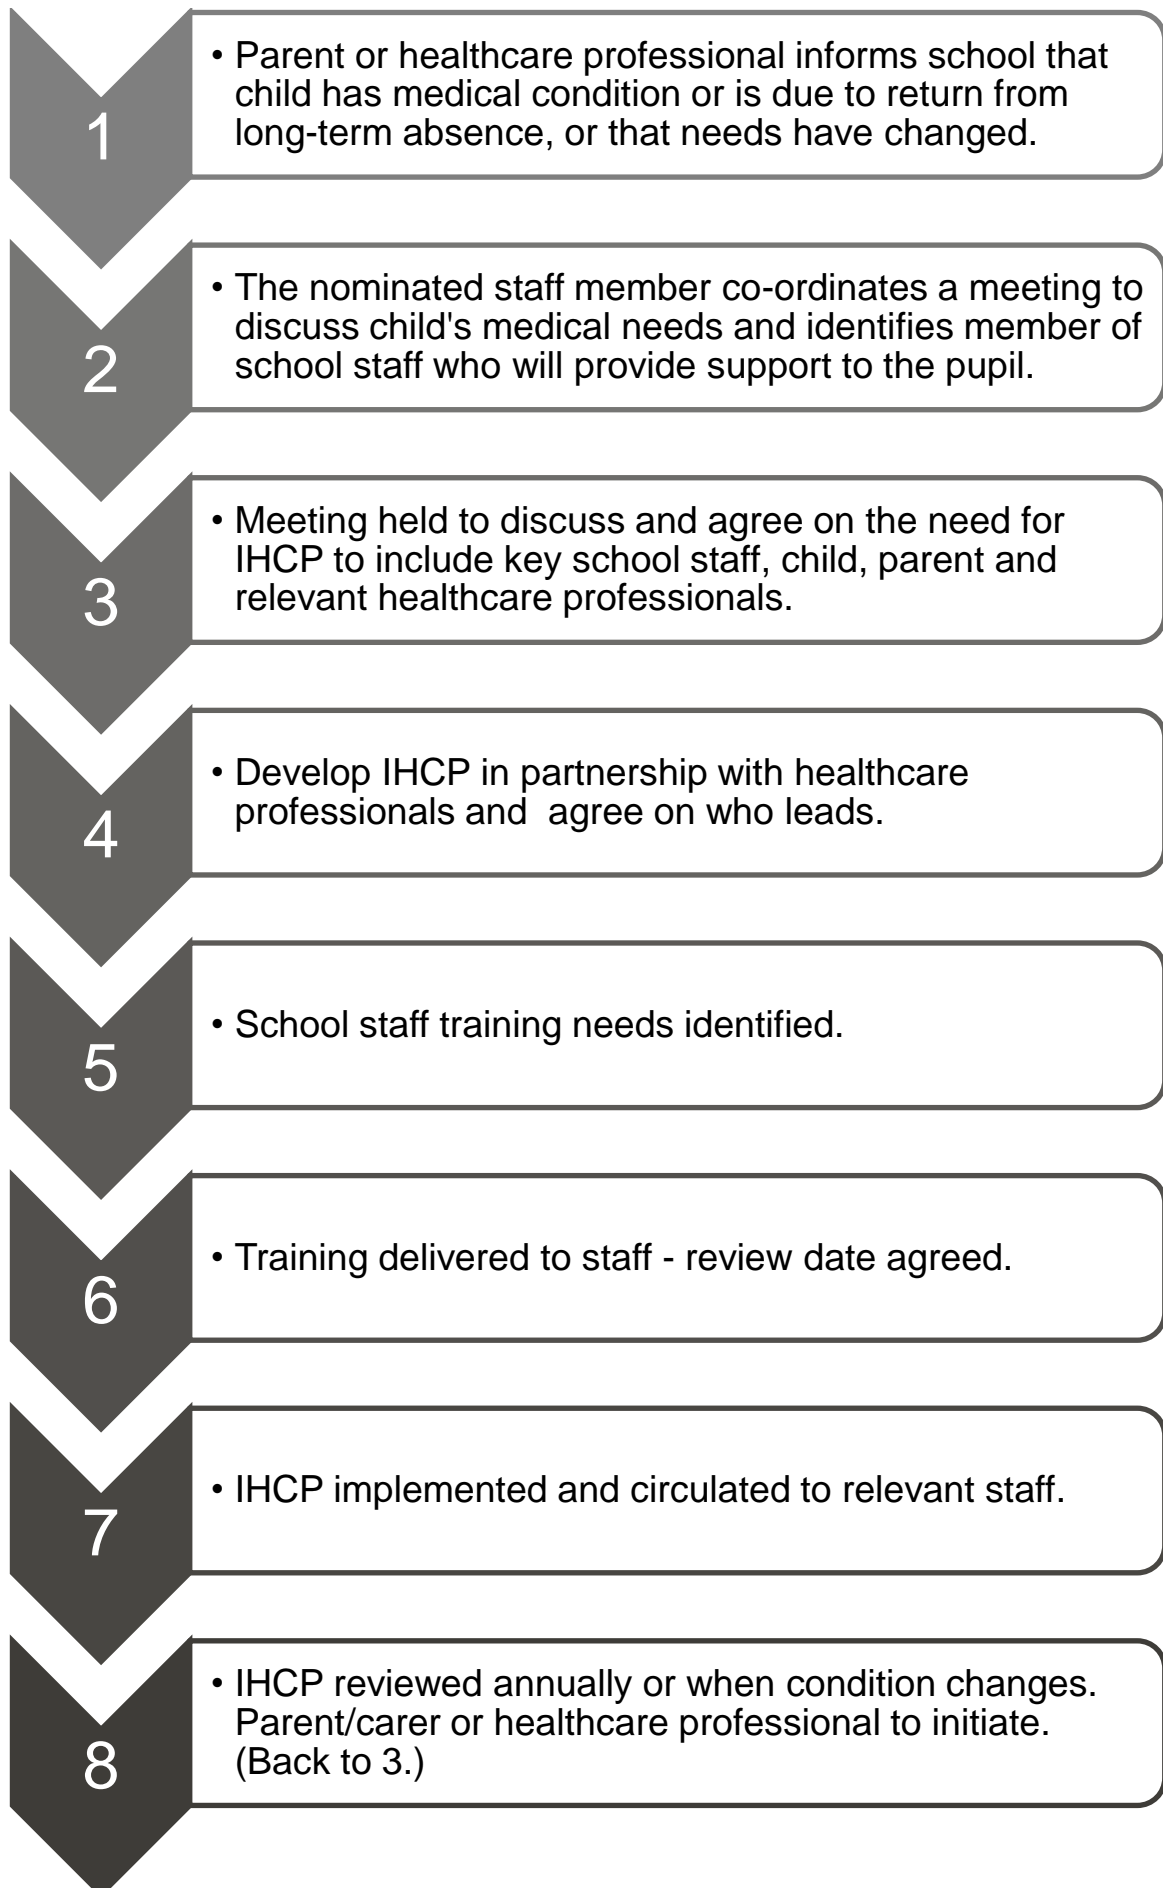 1
• Parent or healthcare professional informs school that
child has medical condition or is due to return from
long-term absence, or that needs have changed.
2
• The nominated staff member co-ordinates a meeting to
discuss child's medical needs and identifies member of
school staff who will provide support to the pupil.
3
• Meeting held to discuss and agree on the need for
IHCP to include key school staff, child, parent and
relevant healthcare professionals.
4
• Develop IHCP in partnership with healthcare
professionals and  agree on who leads.
5
• School staff training needs identified.
6
• Training delivered to staff - review date agreed.
7
• IHCP implemented and circulated to relevant staff.
8
• IHCP reviewed annually or when condition changes.
Parent/carer or healthcare professional to initiate.
(Back to 3.)